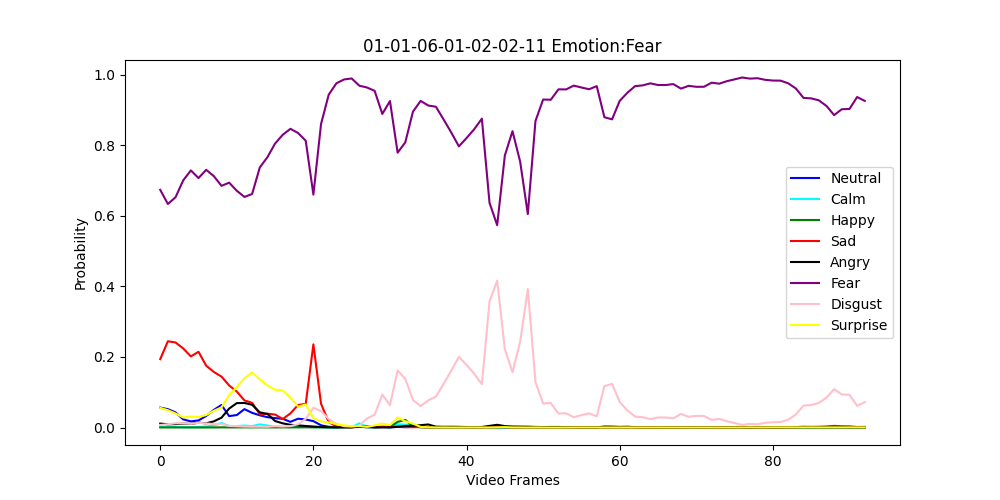 01-01-06-01-02-02-11 Emotion:Fear
1.0
0.8
0.6
0.4
0.2
0.0
Probability
0
20
40
60
80
Video Frames
Neutral
Calm
Happy
Sad
Angry
Fear
Disgust
Surprise